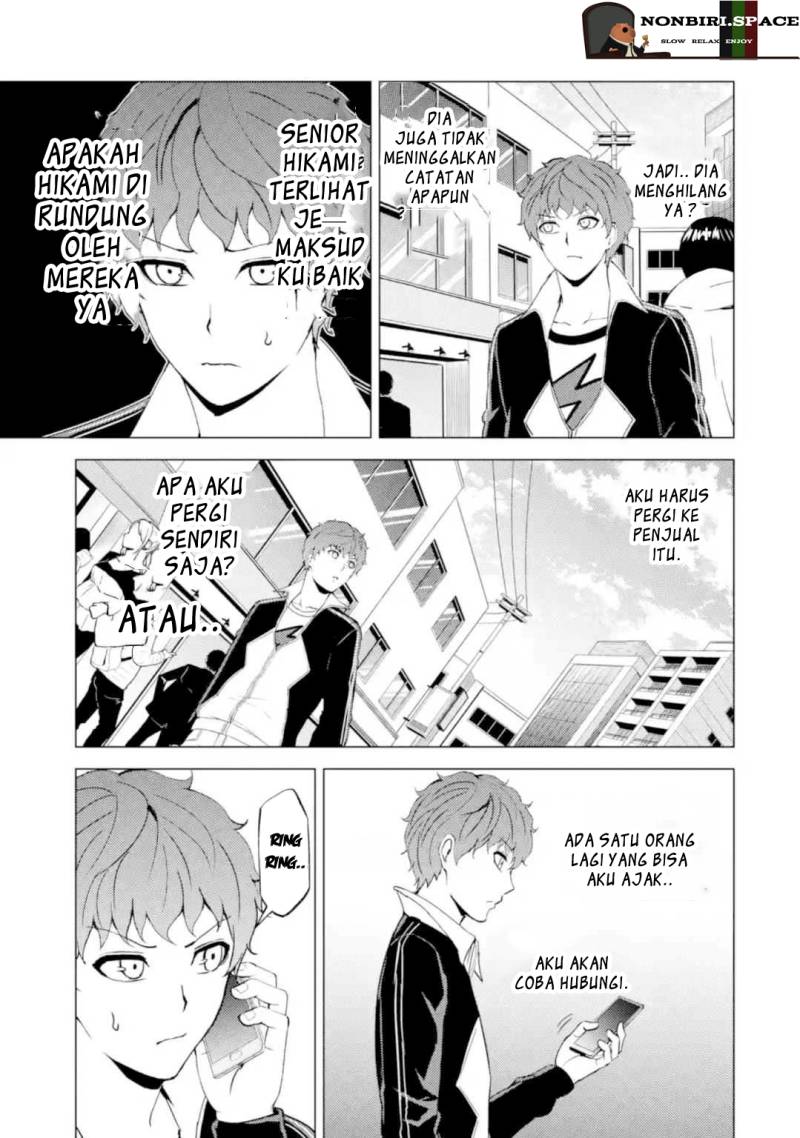 NONBIRI.SPACE
SLOW RELAX ENJOY
JADI.. DIA
MENGHILANG
YA ?
DIA
JUGA TIDAK
MENINGGALKAN
CATATAN
APAPUN
?
SENIOR
HIKAMI?
TERLIHAT
JE—
MAKSUD
KU BAIK
APAKAH
HIKAMI DI
RUNDUNG
OLEH
MEREKA
YA
AKU HARUS
PERGI KE
PENJUAL
ITU.
APA AKU
PERGI
SENDIRI
SAJA?
ATAU..
ADA SATU ORANG
LAGI YANG BISA
AKU AJAK..
AKU AKAN
COBA HUBUNGI.
RING
RING..